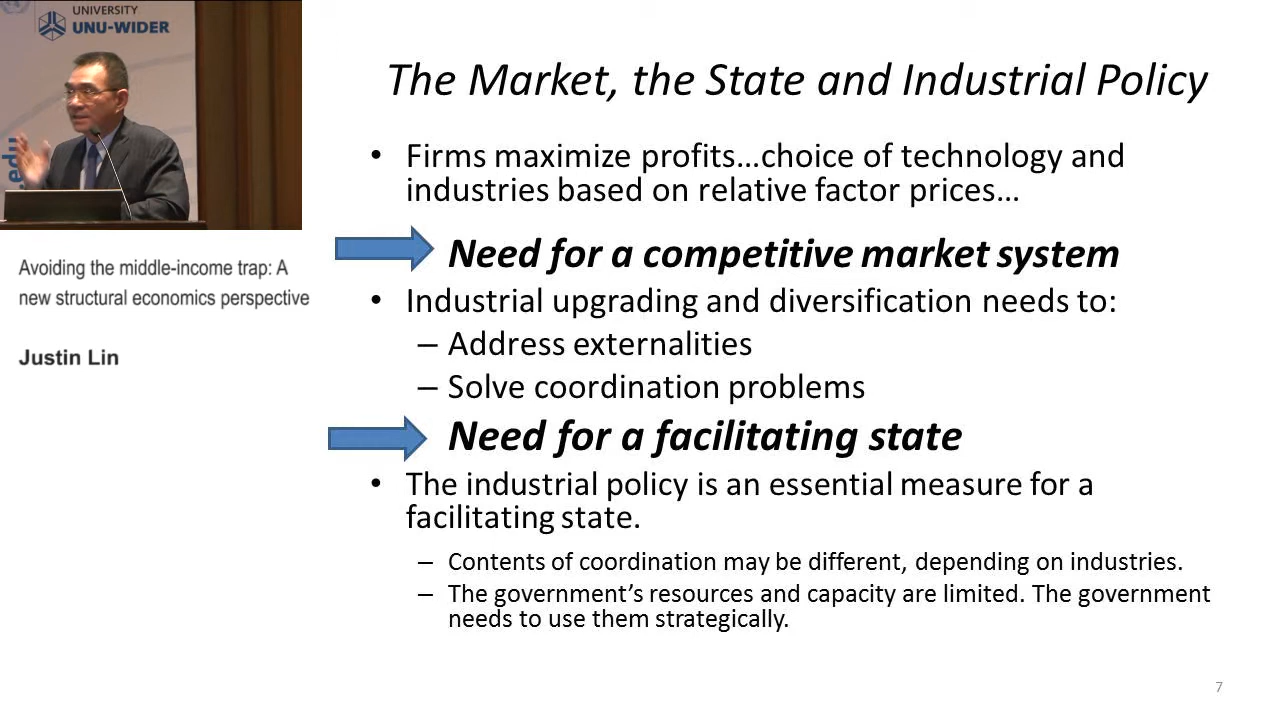 UNIVERSITY
UNU-WIDER
.edu
Avoiding the middle-income trap: A
new structural economics perspective
Justin Lin
The Market, the State and Industrial Policy
• Firms maximize profits…choice of technology and
industries based on relative factor prices…
Need for a competitive market system
• Industrial upgrading and diversification needs to:
– Address externalities
– Solve coordination problems
Need for a facilitating state
• The industrial policy is an essential measure for a
facilitating state.
– Contents of coordination may be different, depending on industries.
– The government’s resources and capacity are limited. The government
needs to use them strategically.
7